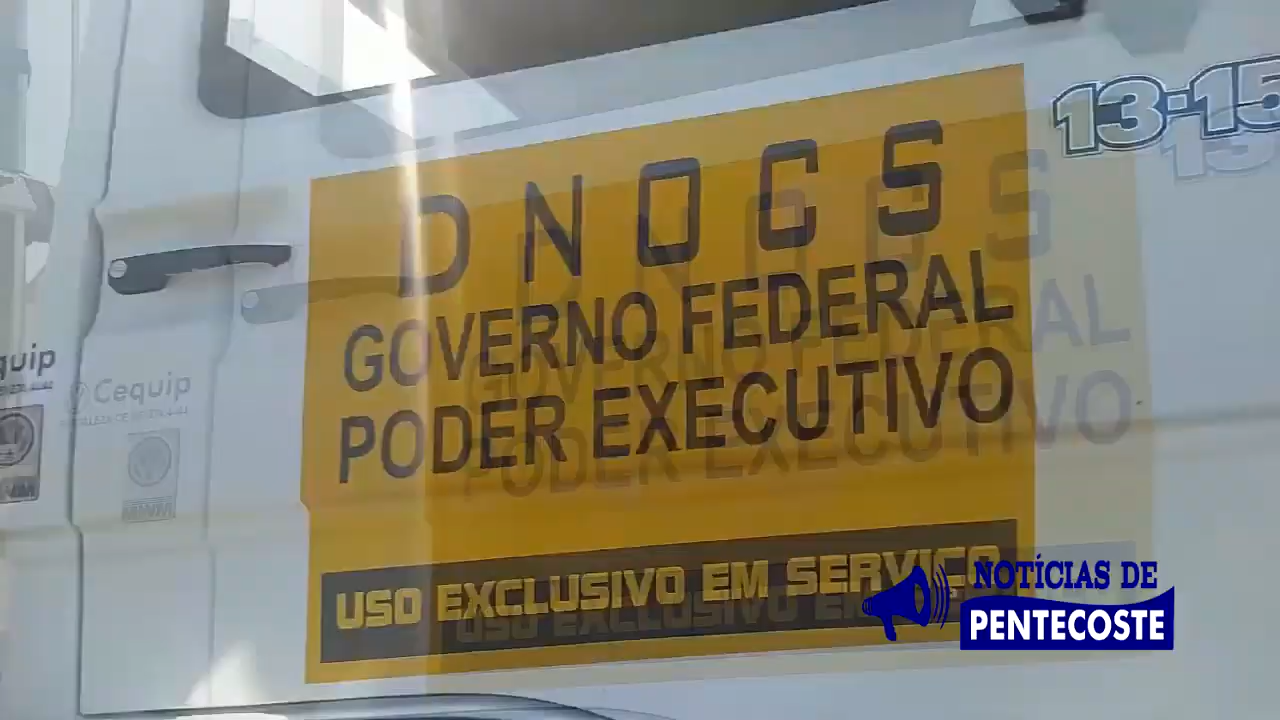 13-15
DNOCS
GOVERNO FEDERAL
PODER EXECUTIVO
USO EXCLUSIVO EM SERVIÇO
Cequip
NOTÍCIAS DE
PENTECOSTE